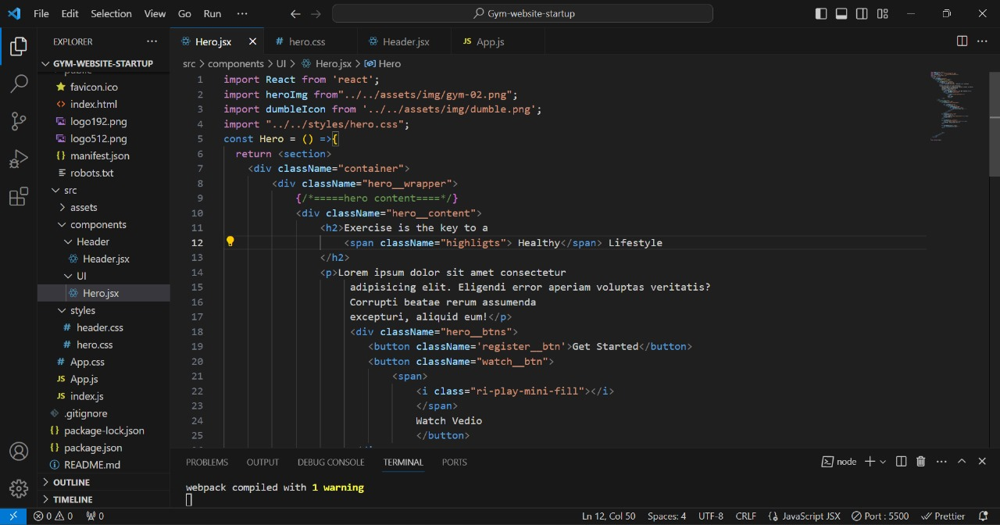 File Edit Selection View Go Run ··· Gym-website-startup
EXPLORER ···
GYM-WEBSITE-STARTUP
public
favicon.ico
index.html
logo192.png
logo512.png
{} manifest.json
robots.txt
src
assets
components
Header
Header.jsx
UI
Hero.jsx
styles
# header.css
# hero.css
# App.css
JS App.js
JS index.js
.gitignore
{} package-lock.json
{} package.json
README.md
OUTLINE
TIMELINE
Hero.jsx # hero.css Header.jsx JS App.js
src > components > UI > Hero.jsx > Hero
1 import React from 'react';
2 import heroImg from"../../assets/img/gym-02.png";
3 import dumbleIcon from '../../assets/img/dumble.png';
4 import "../../styles/hero.css";
5 const Hero = () =>{
6 return <section>
7 <div className="container">
8 <div className="hero__wrapper">
9 {/*=====hero content====*/}
10 <div className="hero__content">
11 <h2>Exercise is the key to a
12 <span className="highligts"> Healthy</span> Lifestyle
13 </h2>
14 <p>Lorem ipsum dolor sit amet consectetur
15 adipisicing elit. Eligendi error aperiam voluptas veritatis?
16 Corrupti beatae rerum assumenda
17 excepturi, aliquid eum!</p>
18 <div className="hero__btns">
19 <button className='register__btn'>Get Started</button>
20 <button className="watch__btn">
21 <span>
22 <i class="ri-play-mini-fill"></i>
23 </span>
24 Watch Vedio
25 </button>
PROBLEMS OUTPUT DEBUG CONSOLE TERMINAL PORTS node
webpack compiled with 1 warning
0 0 0 Ln 12, Col 50 Spaces: 4 UTF-8 CRLF {} JavaScript JSX Port : 5500 Prettier